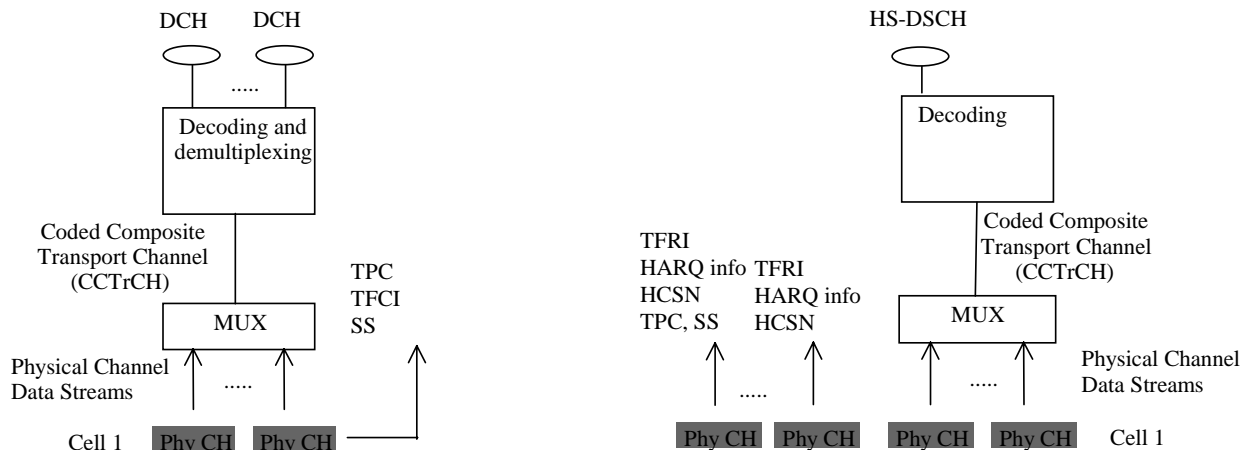 DCH DCH
.....
Decoding and
demultiplexing
Coded Composite
Transport Channel
(CCTrCH)
TPC
TFCI
SS
MUX
Physical Channel
Data Streams
.....
Cell 1 Phy CH Phy CH
HS-DSCH
Decoding
Coded Composite
Transport Channel
(CCTrCH)
TFRI
HARQ info
HCSN
TPC, SS
TFRI
HARQ info
HCSN
MUX
Physical Channel
Data Streams
.....
.....
Phy CH Phy CH Phy CH Phy CH Cell 1